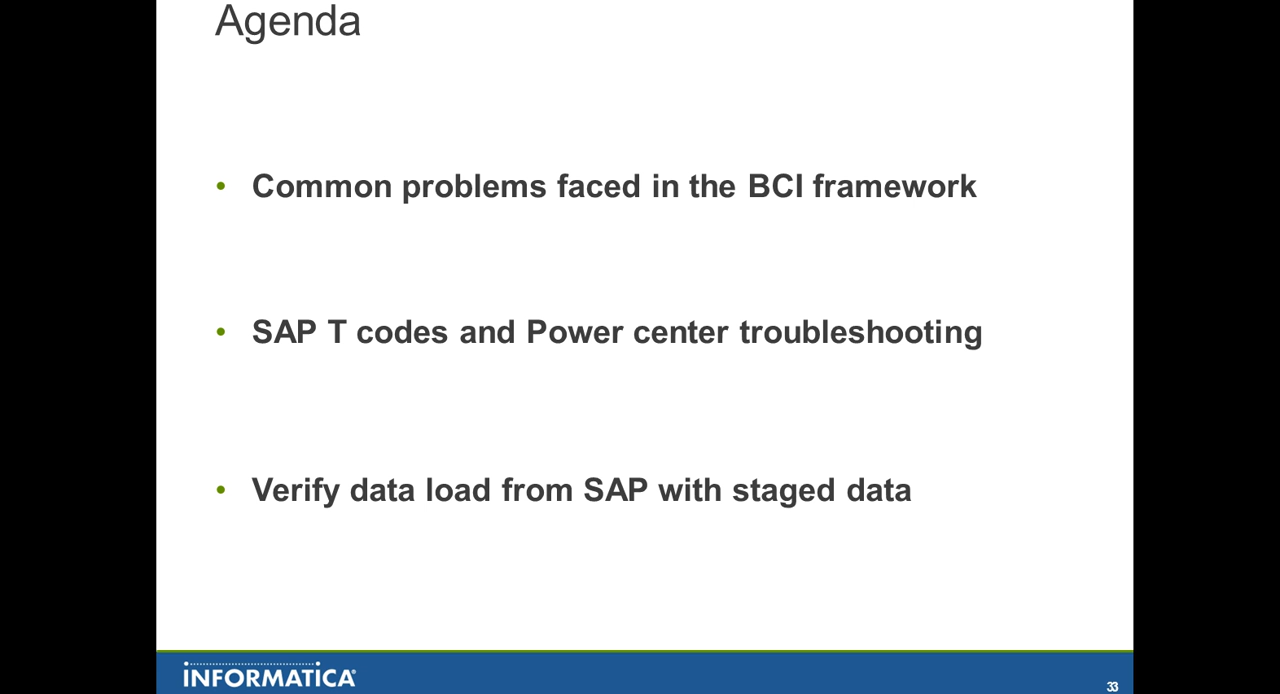 Agenda
• Common problems faced in the BCI framework
• SAP T codes and Power center troubleshooting
• Verify data load from SAP with staged data
INFORMATICA
33